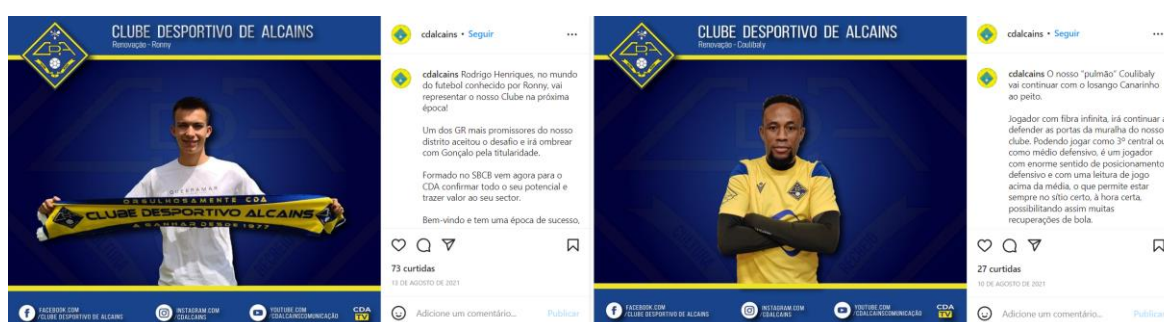 CLUBE DESPORTIVO DE ALCAINS
Renovação - Ronny
CDA
QUEBRAMAR
ORGULHOSAMENTE CDA
CLUBE DESPORTIVO ALCAINS
A GANHAR DESDE 1977
FACEBOOK.COM
/CLUBE DESPORTIVO DE ALCAINS
INSTAGRAM.COM
/CDALCAINS
YOUTUBE.COM
/CDALCAINSCOMUNICAÇÃO
CDA
TV
cdalcains • Seguir
cdalcains Rodrigo Henriques, no mundo
do futebol conhecido por Ronny, vai
representar o nosso Clube na próxima
época!
Um dos GR mais promissores do nosso
distrito aceitou o desafio e irá ombrear
com Gonçalo pela titularidade.
Formado no SBCB vem agora para o
CDA confirmar todo o seu potencial e
trazer valor ao seu sector.
Bem-vindo e tem uma época de sucesso,
73 curtidas
13 DE AGOSTO DE 2021
Adicione um comentário...
Publicar
CLUBE DESPORTIVO DE ALCAINS
Renovação - Coulibaly
CDA
FACEBOOK.COM
/CLUBE DESPORTIVO DE ALCAINS
INSTAGRAM.COM
/CDALCAINS
YOUTUBE.COM
/CDALCAINSCOMUNICAÇÃO
CDA
TV
cdalcains • Seguir
cdalcains O nosso "pulmão" Coulibaly
vai continuar com o losango Canarinho
ao peito.
Jogador com fibra infinita, irá continuar a
defender as portas da muralha do nosso
clube. Podendo jogar como 3º central ou
como médio defensivo, é um jogador
com enorme sentido de posicionamento
defensivo e com uma leitura de jogo
acima da média, o que permite estar
sempre no sítio certo, à hora certa,
possibilitando assim muitas
recuperações de bola.
27 curtidas
10 DE AGOSTO DE 2021
Adicione um comentário...
Publicar